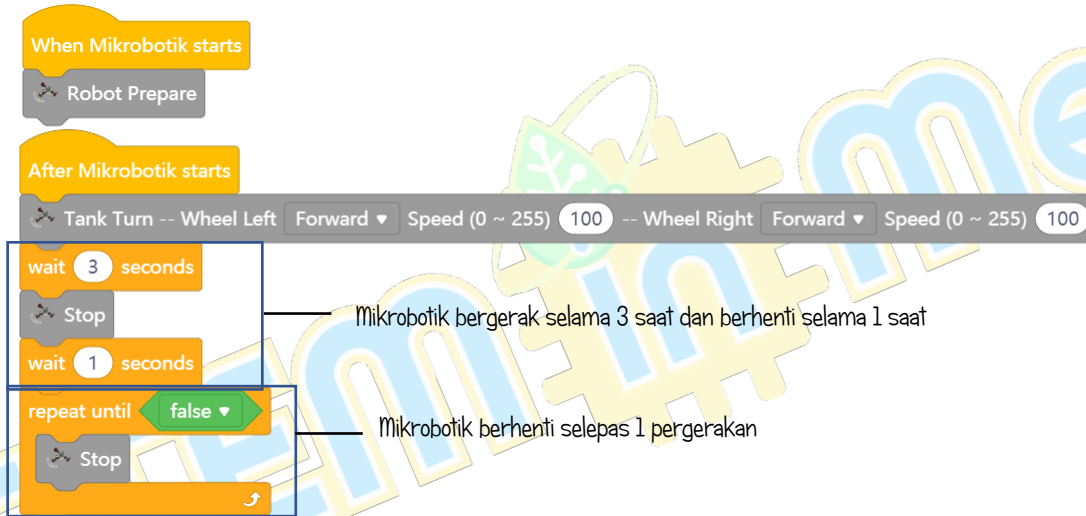 When Mikrobotik starts
Robot Prepare
After Mikrobotik starts
Tank Turn -- Wheel Left Forward Speed (0 ~ 255) 100 -- Wheel Right Forward Speed (0 ~ 255) 100
wait 3 seconds
Stop
wait 1 seconds
Mikrobotik bergerak selama 3 saat dan berhenti selama 1 saat
repeat until false
Stop
Mikrobotik berhenti selepas 1 pergerakan